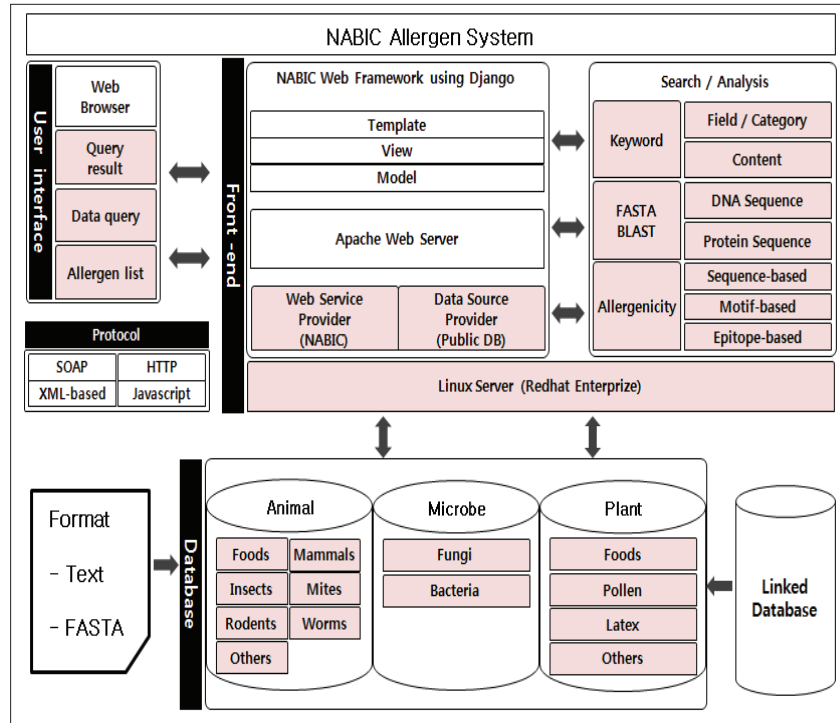 NABIC Allergen System
User interface
Web
Browser
Query
result
Data query
Allergen list
Protocol
SOAP
HTTP
XML-based
Javascript
Front -end
NABIC Web Framework using Django
Template
View
Model
Apache Web Server
Web Service
Provider
(NABIC)
Data Source
Provider
(Public DB)
Search / Analysis
Keyword
Field / Category
Content
FASTA
BLAST
DNA Sequence
Protein Sequence
Allergenicity
Sequence-based
Motif-based
Epitope-based
Linux Server (Redhat Enterprize)
Format
- Text
- FASTA
Database
Animal
Foods
Mammals
Insects
Mites
Rodents
Worms
Others
Microbe
Fungi
Bacteria
Plant
Foods
Pollen
Latex
Others
Linked
Database